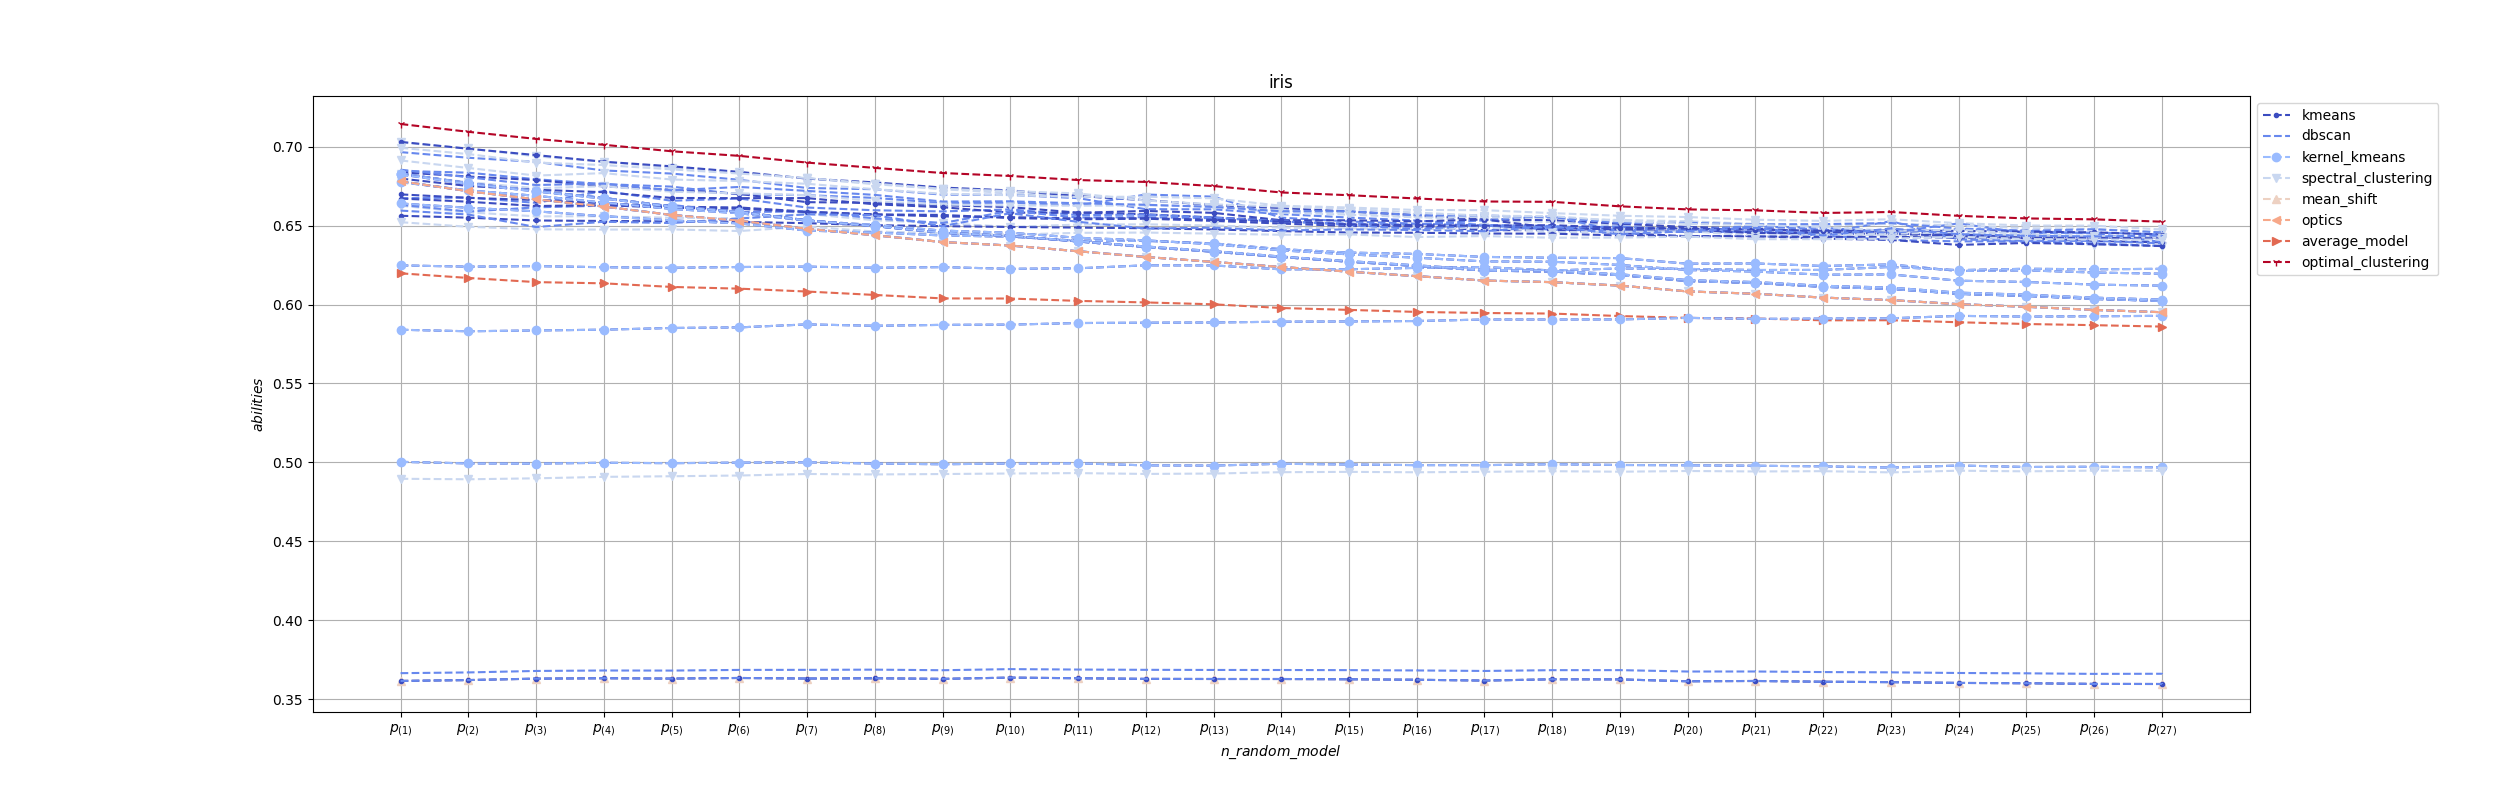 iris
abilities
0.70
0.65
0.60
0.55
0.50
0.45
0.40
0.35
p(1) p(2) p(3) p(4) p(5) p(6) p(7) p(8) p(9) p(10) p(11) p(12) p(13) p(14) p(15) p(16) p(17) p(18) p(19) p(20) p(21) p(22) p(23) p(24) p(25) p(26) p(27)
n_random_model
kmeans
dbscan
kernel_kmeans
spectral_clustering
mean_shift
optics
average_model
optimal_clustering